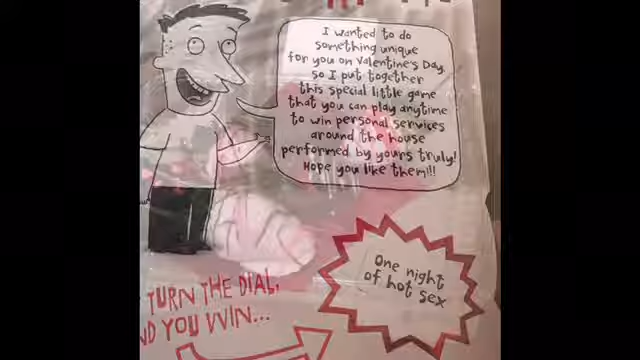 I wanted to do
something unique
for you on Valentine's Day,
so I put together
this special little game
that you can play anytime
to win personal services
around the house
performed by yours truly!
Hope you like them!!!
TURN THE DIAL,
ND YOU WIN...
One night
of hot sex